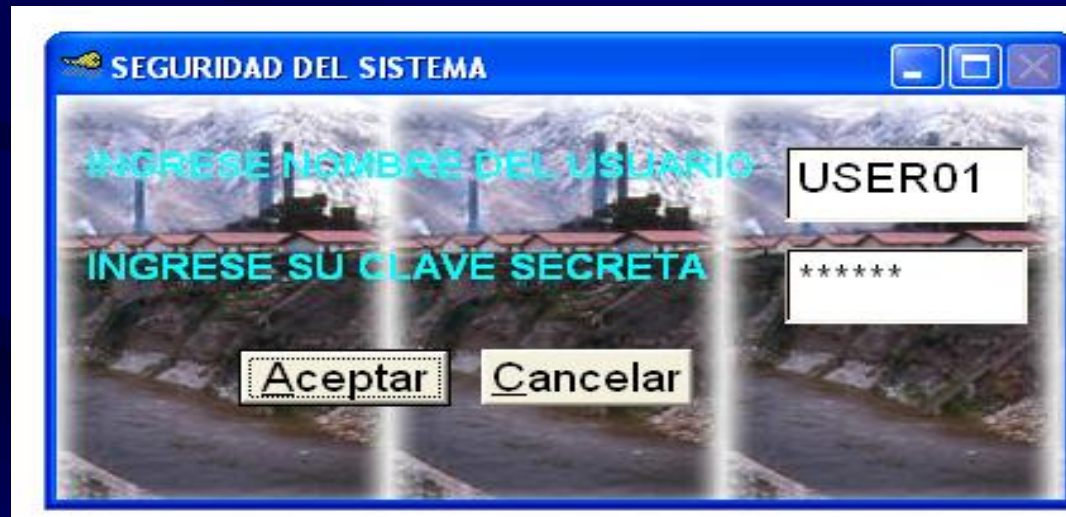 SEGURIDAD DEL SISTEMA
INGRESE NOMBRE DEL USUARIO
USER01
INGRESE SU CLAVE SECRETA
******
Aceptar
Cancelar